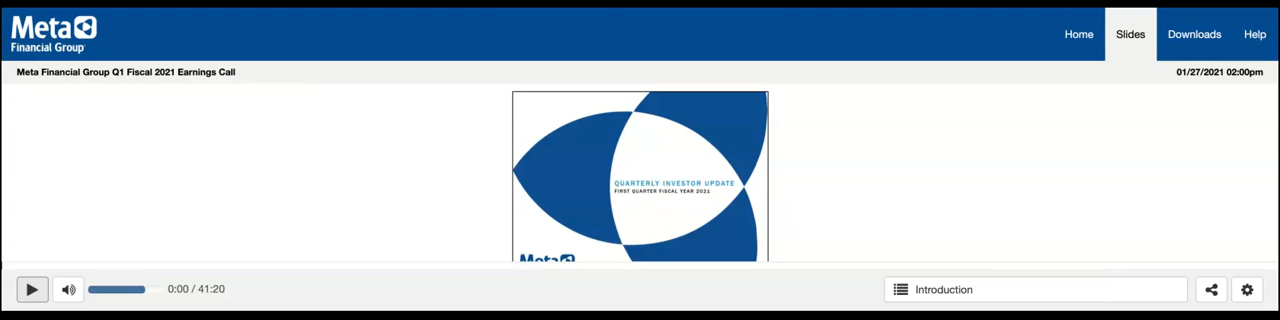 Meta
Financial Group
Home
Slides
Downloads
Help
Meta Financial Group Q1 Fiscal 2021 Earnings Call
01/27/2021 02:00pm
QUARTERLY INVESTOR UPDATE
FIRST QUARTER FISCAL YEAR 2021
Meta
0:00 / 41:20
Introduction